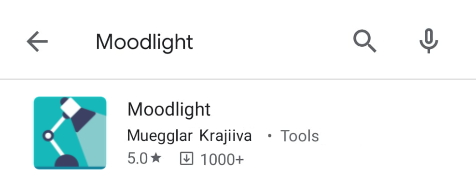 Moodlight
Moodlight
Muegglar Krajiiva • Tools
5.0★ 1000+